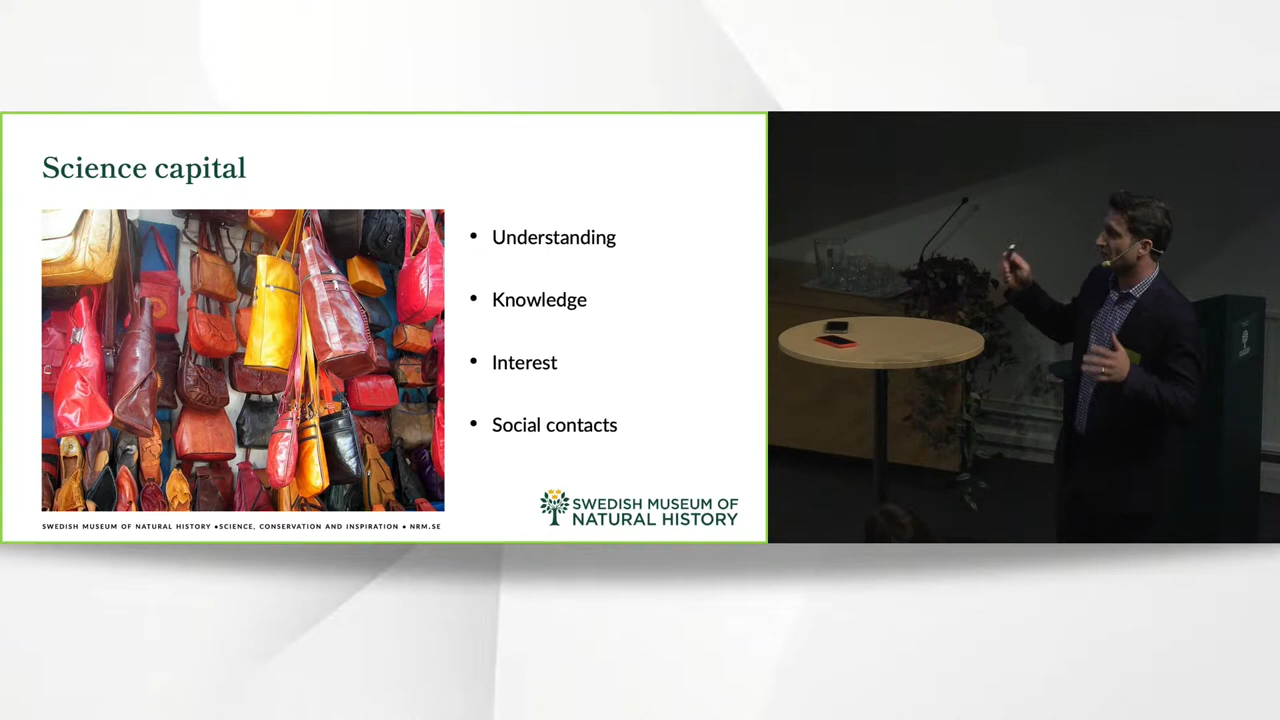 Science capital
• Understanding
• Knowledge
• Interest
• Social contacts
SWEDISH MUSEUM OF
NATURAL HISTORY
SWEDISH MUSEUM OF NATURAL HISTORY •SCIENCE, CONSERVATION AND INSPIRATION • NRM.SE